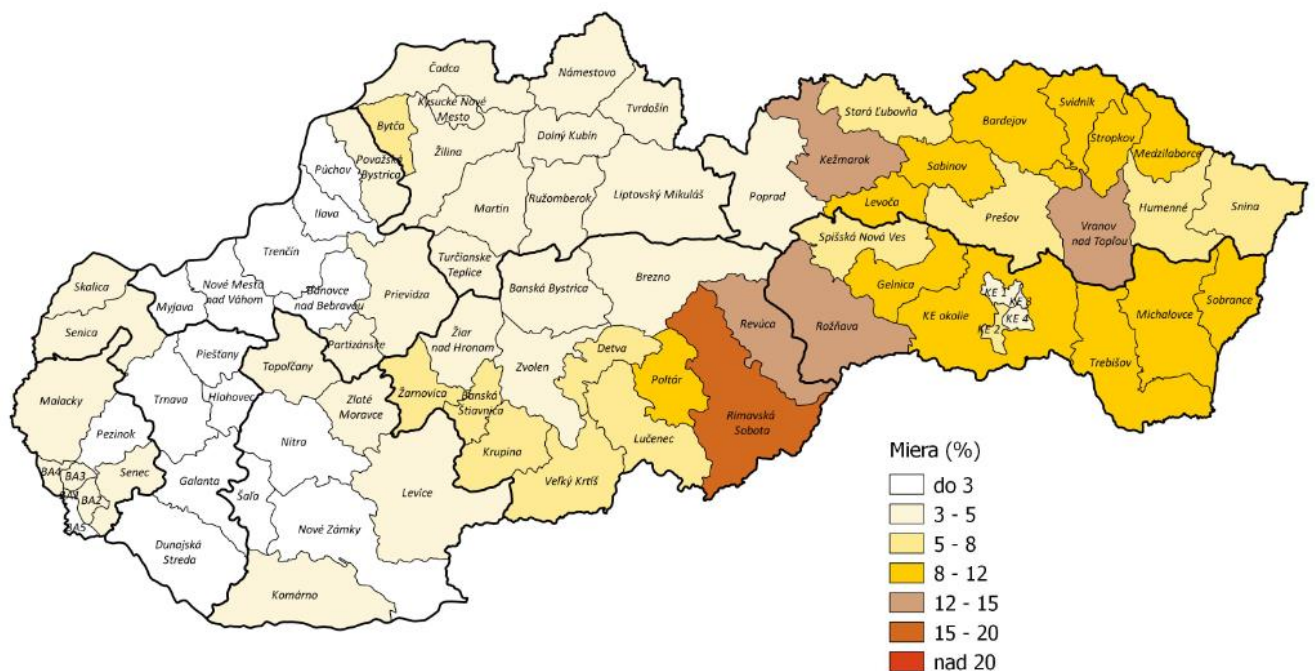 Čadca
Námestovo
Kysucké Nové
Mesto
Tvrdošín
Bytča
Dolný Kubín
Stará Ľubovňa
Bardejov
Svidník
Stropkov
Medzilaborce
Púchov
Považská
Bystrica
Žilina
Kežmarok
Sabinov
Ilava
Martin
Ružomberok
Liptovský Mikuláš
Poprad
Levoča
Prešov
Vranov
nad Topľou
Humenné
Snina
Trenčín
Turčianske
Teplice
Spišská Nová Ves
Skalica
Myjava
Nové Mesto
nad Váhom
Bánovce
nad Bebravou
Prievidza
Banská Bystrica
Brezno
Gelnica
KE 1
KE 3
KE 4
KE 2
KE okolie
Michalovce
Sobrance
Senica
Piešťany
Partizánske
Žiar
nad Hronom
Revúca
Rožňava
Trebišov
Topoľčany
Detva
Zvolen
Poltár
Malacky
Trnava
Hlohovec
Zlaté
Moravce
Žarnovica
Banská
Štiavnica
Rimavská
Sobota
Pezinok
Nitra
Krupina
Lučenec
BA4
BA3
Senec
BA1
BA2
BA5
Galanta
Šaľa
Levice
Veľký Krtíš
Nové Zámky
Dunajská
Streda
Komárno
Miera (%)
do 3
3 - 5
5 - 8
8 - 12
12 - 15
15 - 20
nad 20